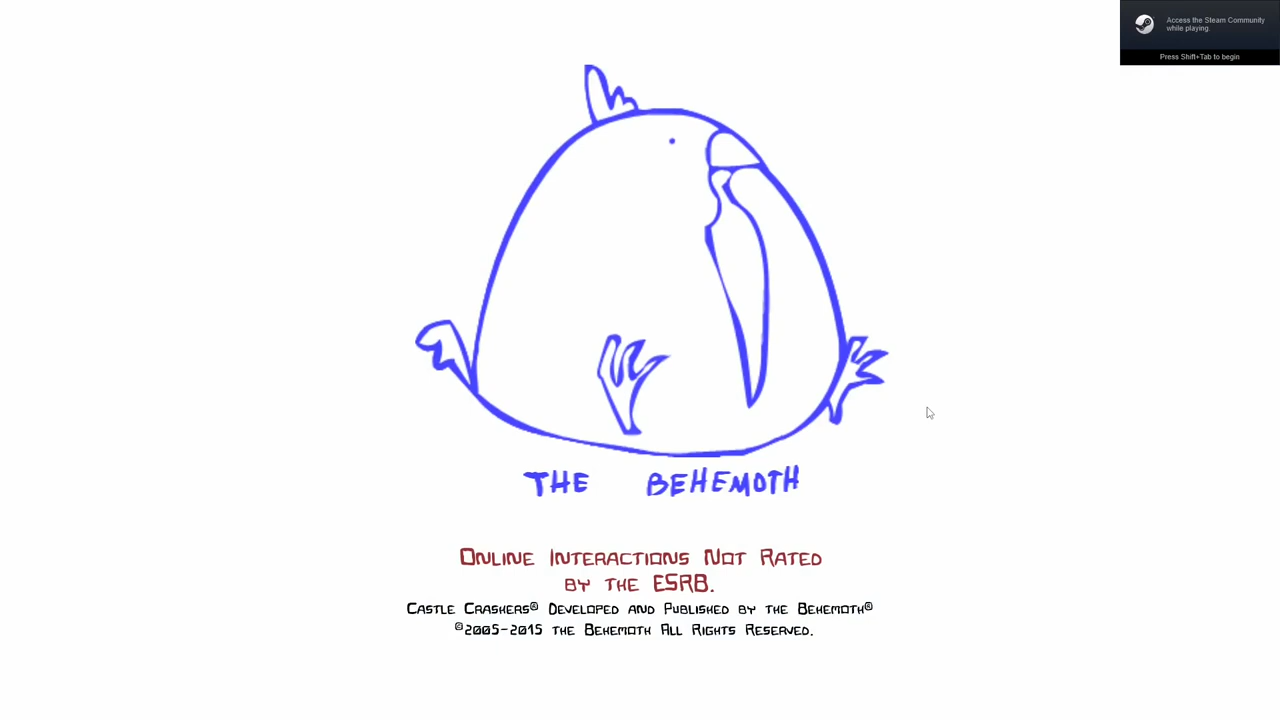 Access the Steam Community
while playing.
Press Shift+Tab to begin
THE BEHEMOTH
ONLINE INTERACTIONS NOT RATED
BY THE ESRB.
CASTLE CRASHERS® DEVELOPED AND PUBLISHED BY THE BEHEMOTH®
©2005-2015 THE BEHEMOTH ALL RIGHTS RESERVED.